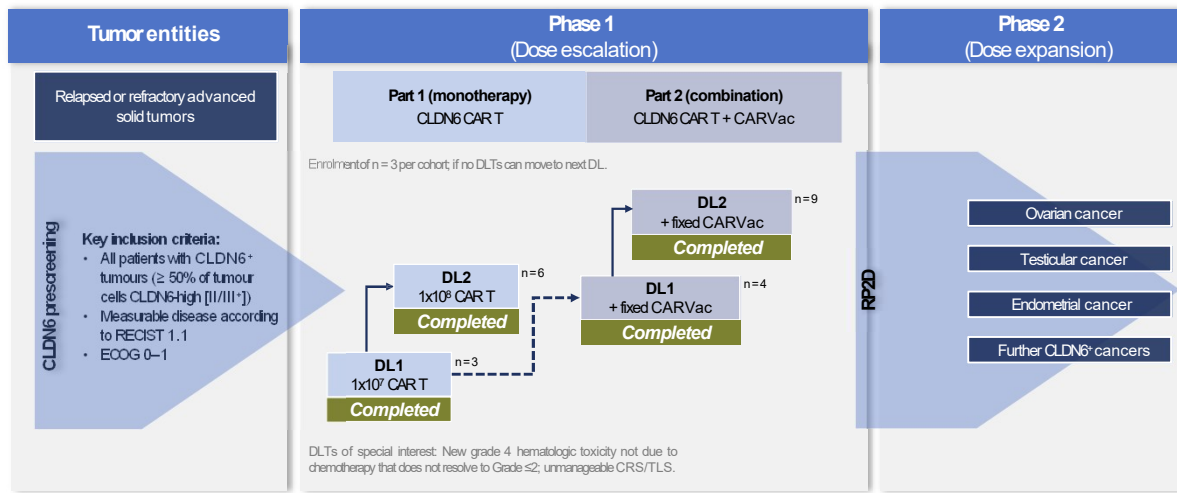 Tumor entities
Relapsed or refractory advanced
solid tumors
CLDN6 prescreening
Key inclusion criteria:
• All patients with CLDN6⁺
tumours (≥ 50% of tumour
cells CLDN6-high [II/III⁺])
• Measurable disease according
to RECIST 1.1
• ECOG 0–1
Phase 1
(Dose escalation)
Part 1 (monotherapy)
CLDN6 CAR T
Part 2 (combination)
CLDN6 CAR T + CARVac
Enrolment of n = 3 per cohort; if no DLTs can move to next DL.
DL2
+ fixed CARVac
Completed
n=9
DL2
1x10⁸ CAR T
Completed
n=6
DL1
+ fixed CARVac
Completed
n=4
DL1
1x10⁷ CAR T
Completed
n=3
DLTs of special interest: New grade 4 hematologic toxicity not due to
chemotherapy that does not resolve to Grade ≤2; unmanageable CRS/TLS.
Phase 2
(Dose expansion)
RP2D
Ovarian cancer
Testicular cancer
Endometrial cancer
Further CLDN6⁺ cancers